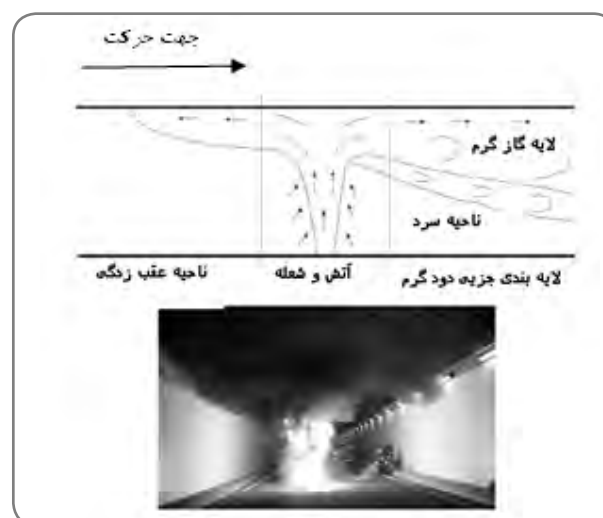 جهت حرکت
لایه گاز گرم
ناحیه سرد
لایه بندی جزیی دود گرم
آتش و شعله
ناحیه عقب زدگی